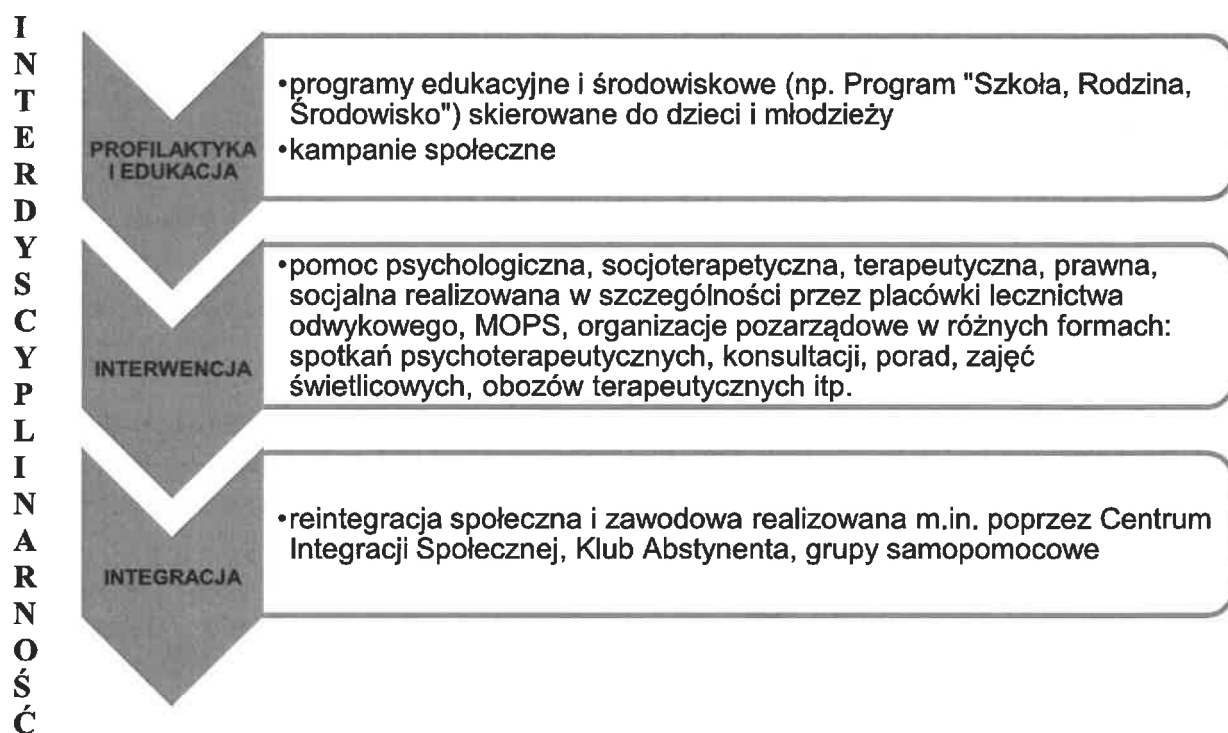 INTERDYSCYPLINARNOŚĆ
PROFILAKTYKA
I EDUKACJA
•programy edukacyjne i środowiskowe (np. Program "Szkoła, Rodzina,
Środowisko") skierowane do dzieci i młodzieży
•kampanie społeczne
INTERWENCJA
•pomoc psychologiczna, socjoterapetyczna, terapeutyczna, prawna,
socjalna realizowana w szczególności przez placówki lecznictwa
odwykowego, MOPS, organizacje pozarządowe w różnych formach:
spotkań psychoterapeutycznych, konsultacji, porad, zajęć
świetlicowych, obozów terapeutycznych itp.
INTEGRACJA
•reintegracja społeczna i zawodowa realizowana m.in. poprzez Centrum
Integracji Społecznej, Klub Abstynenta, grupy samopomocowe